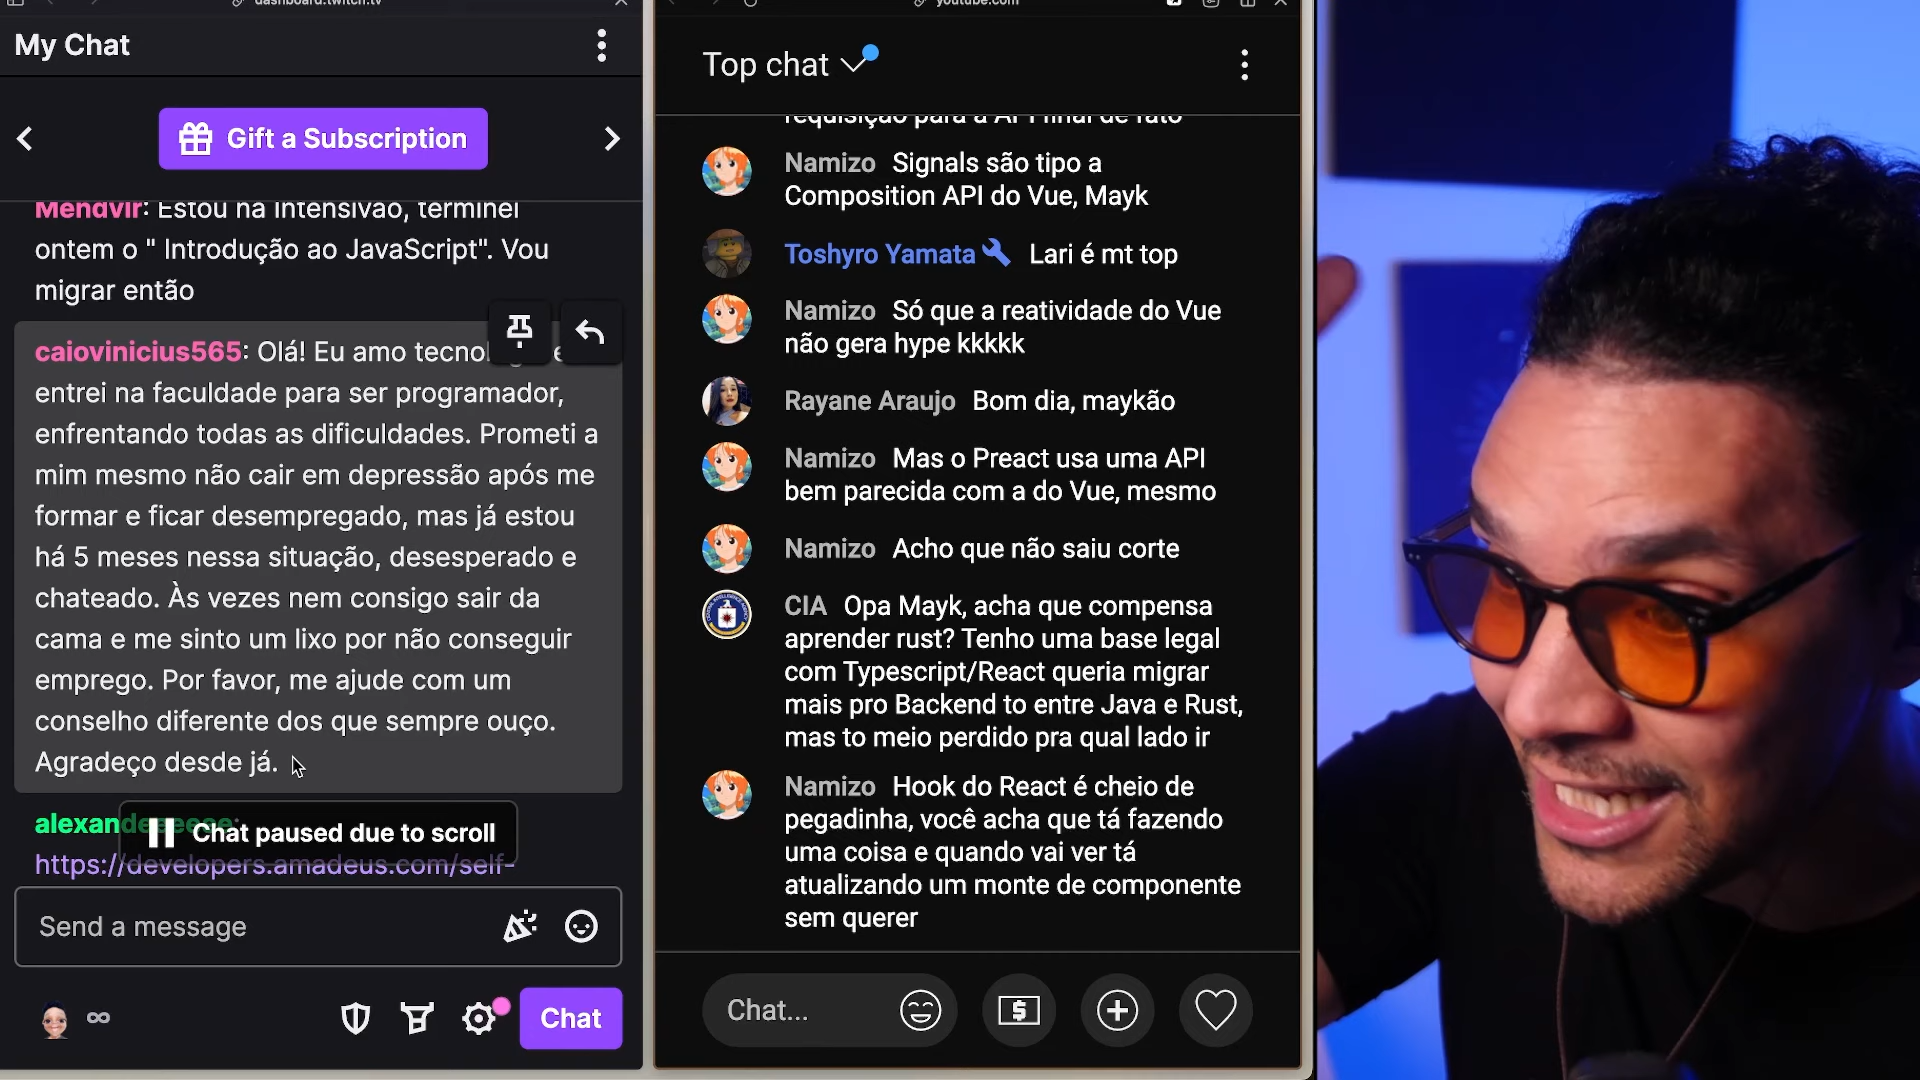 dashboard.twitch.tv
My Chat
Gift a Subscription
Mendvir: Estou na Intensivão, terminei
ontem o " Introdução ao JavaScript". Vou
migrar então
caiovinicius565: Olá! Eu amo tecno
entrei na faculdade para ser programador,
enfrentando todas as dificuldades. Prometi a
mim mesmo não cair em depressão após me
formar e ficar desempregado, mas já estou
há 5 meses nessa situação, desesperado e
chateado. Às vezes nem consigo sair da
cama e me sinto um lixo por não conseguir
emprego. Por favor, me ajude com um
conselho diferente dos que sempre ouço.
Agradeço desde já.
Chat paused due to scroll
https://developers.amadeus.com/self-
Send a message
Chat
youtube.com
Top chat
requisição para a API final de fato
Namizo Signals são tipo a
Composition API do Vue, Mayk
Toshyro Yamata Lari é mt top
Namizo Só que a reatividade do Vue
não gera hype kkkkk
Rayane Araujo Bom dia, maykão
Namizo Mas o Preact usa uma API
bem parecida com a do Vue, mesmo
Namizo Acho que não saiu corte
CIA Opa Mayk, acha que compensa
aprender rust? Tenho uma base legal
com Typescript/React queria migrar
mais pro Backend to entre Java e Rust,
mas to meio perdido pra qual lado ir
Namizo Hook do React é cheio de
pegadinha, você acha que tá fazendo
uma coisa e quando vai ver tá
atualizando um monte de componente
sem querer
Chat...